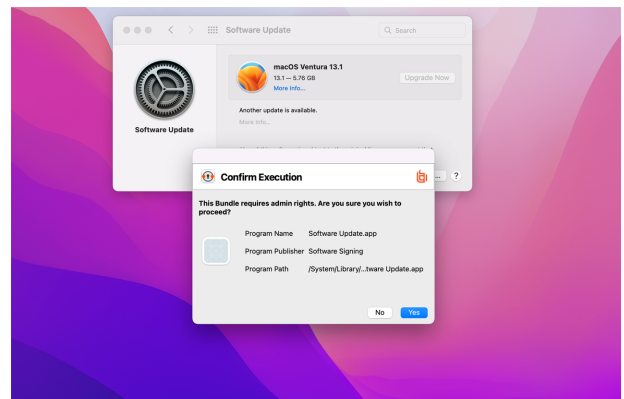 Software Update
Search
macOS Ventura 13.1
13.1 — 5.76 GB
Upgrade Now
More Info...
Another update is available.
More info...
Software Update
... ?
Confirm Execution
This Bundle requires admin rights. Are you sure you wish to
proceed?
Program Name Software Update.app
Program Publisher Software Signing
Program Path /System/Library/...tware Update.app
No Yes